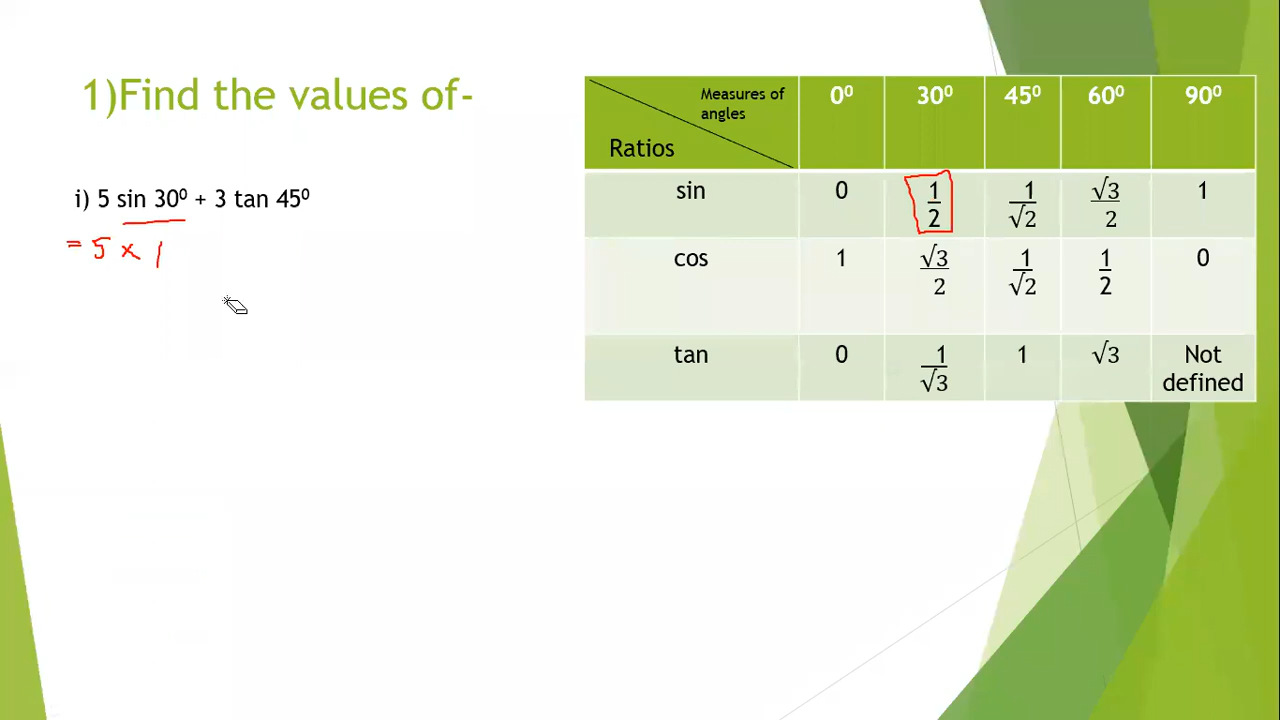 1)Find the values of-
i) 5 sin 30⁰ + 3 tan 45⁰
= 5 × 1
Measures of angles 0⁰ 30⁰ 45⁰ 60⁰ 90⁰
Ratios
sin 0 1/2 1/√2 √3/2 1
cos 1 √3/2 1/√2 1/2 0
tan 0 1/√3 1 √3 Not defined